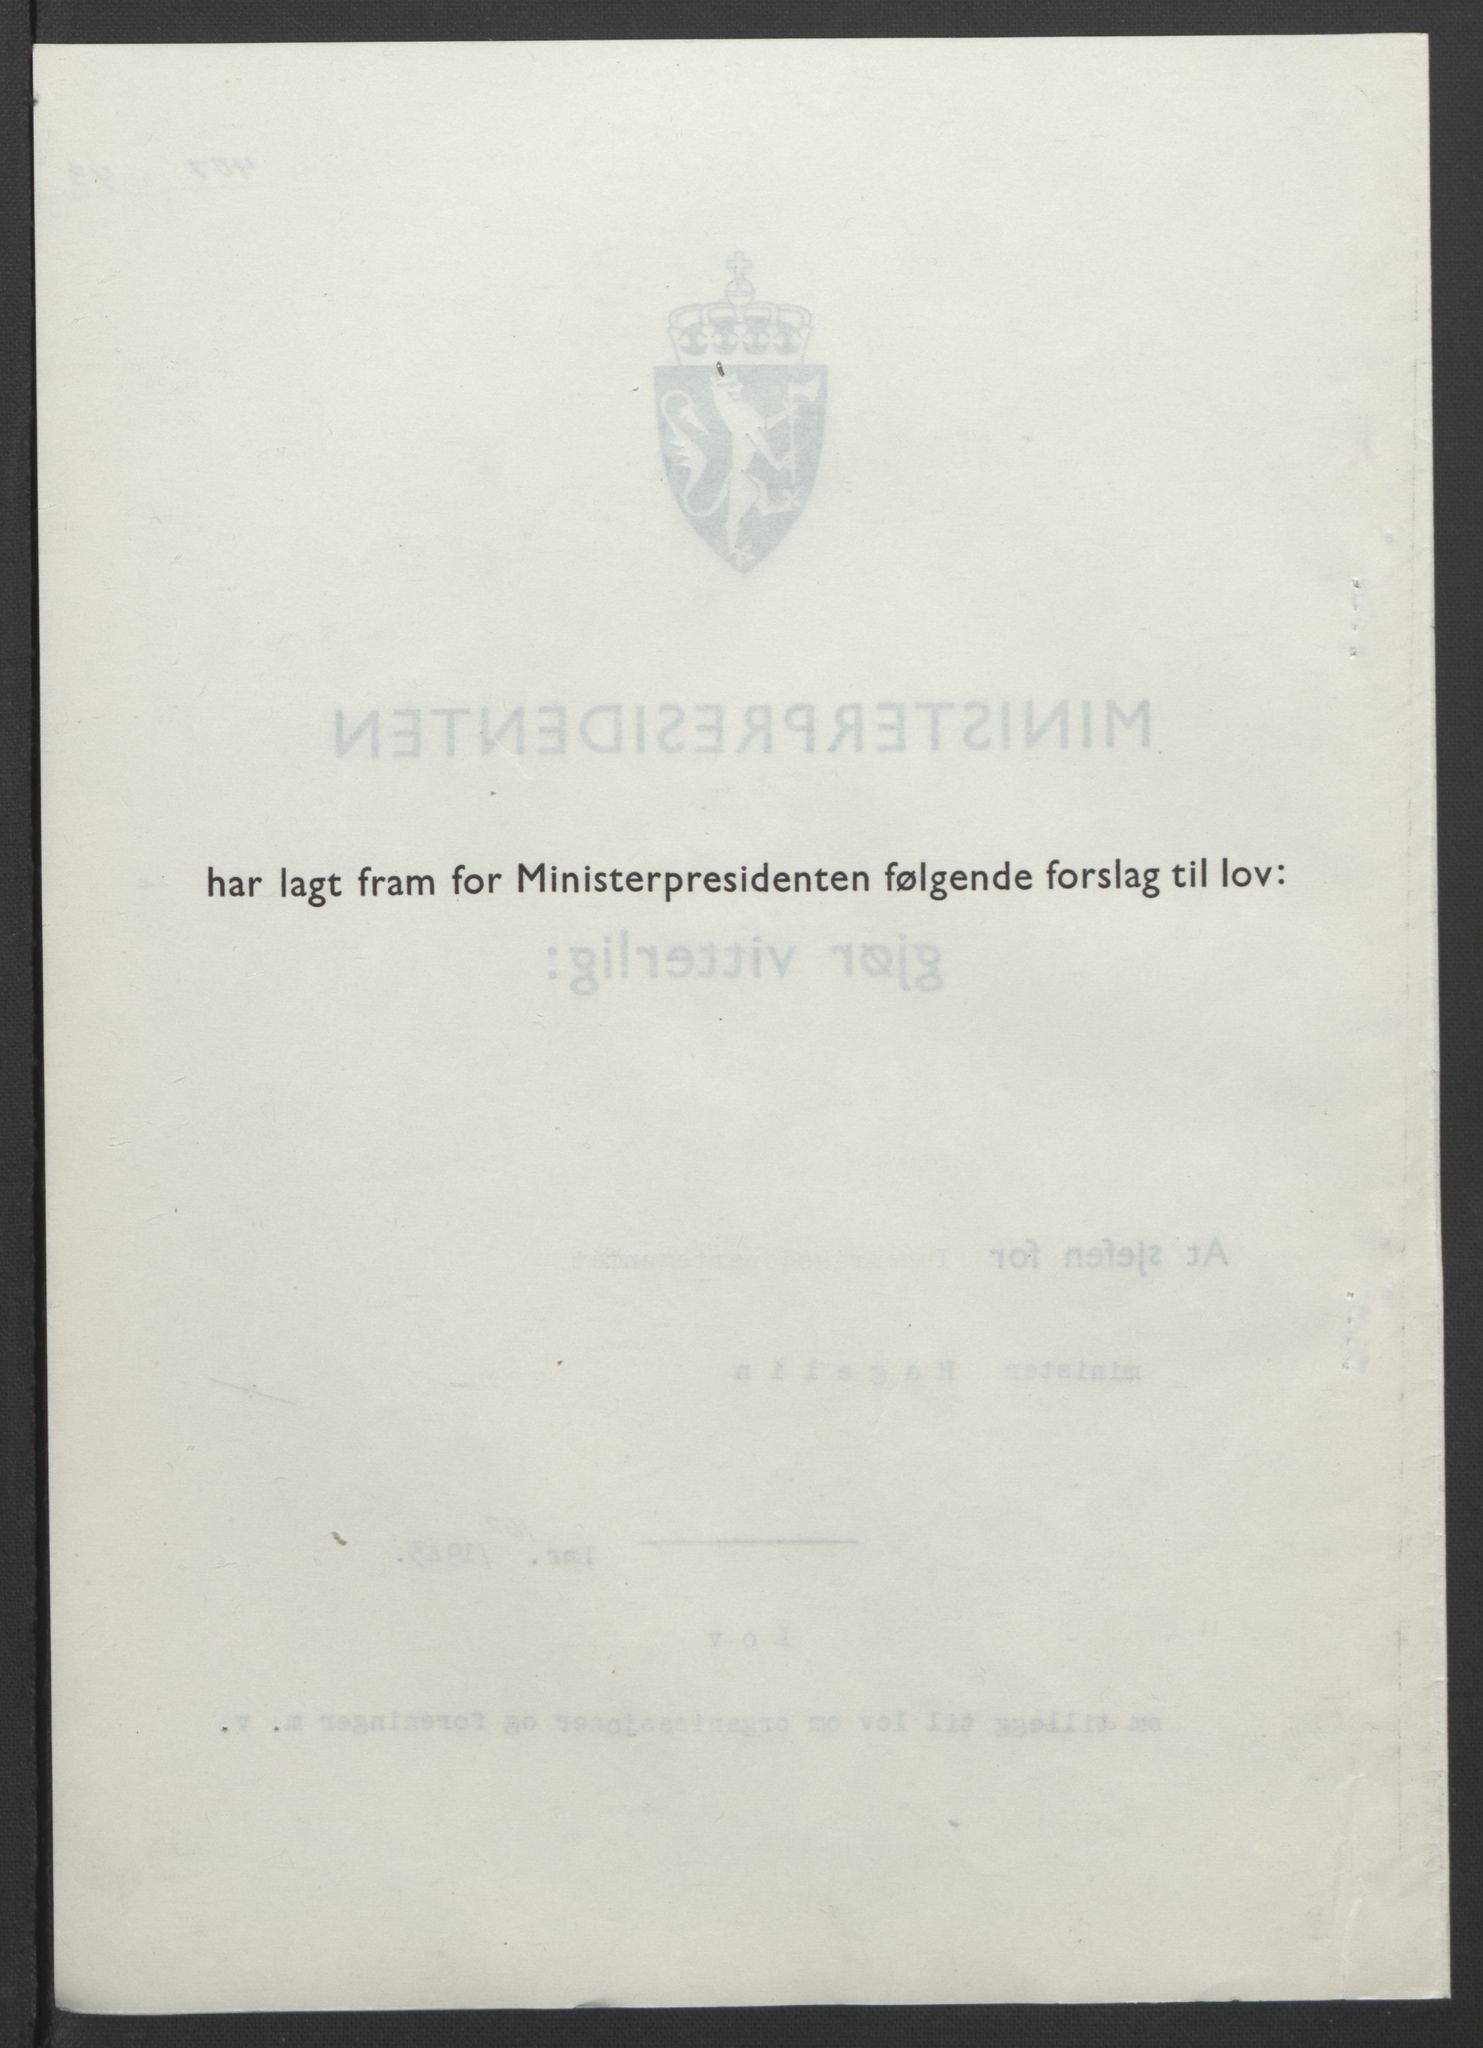 MINISTERPRESIDENTEN
har lagt fram for Ministerpresidenten følgende forslag til lov:
gjør vitterlig:
At sjefen for
minister Hagelin
lnr. /1943.
Lov
om tillegg til lov om organisasjoner og foreninger m. v.